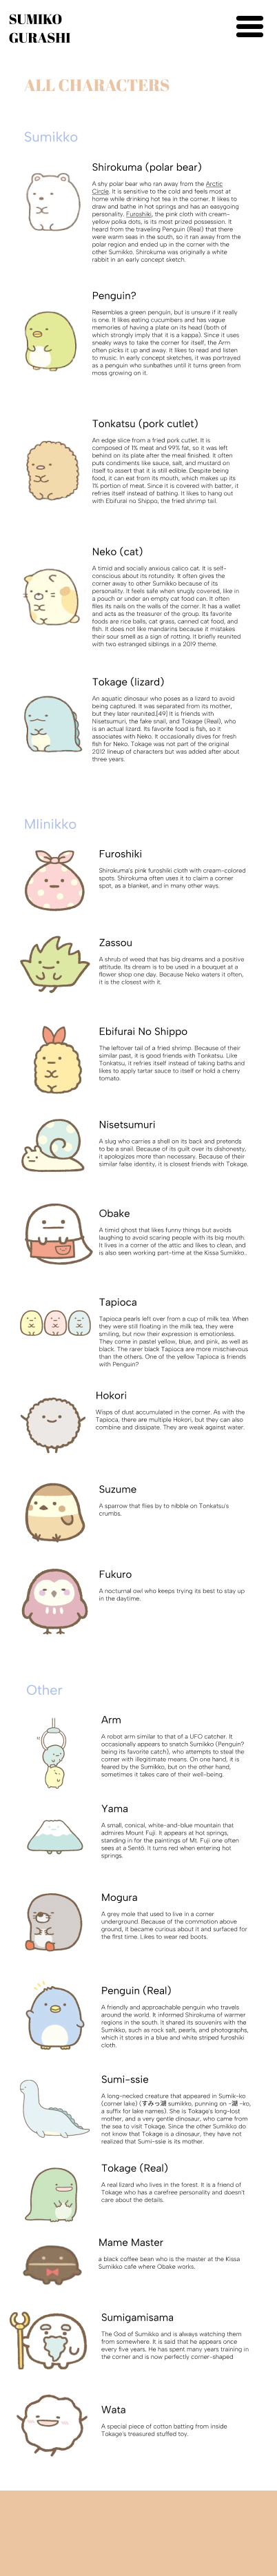 SUMIKO
GURASHI
ALL CHARACTERS
Sumikko
Shirokuma (polar bear)
A shy polar bear who ran away from the Arctic
Circle. It is sensitive to the cold and feels most at
home while drinking hot tea in the corner. It likes to
draw and bathe in hot springs and has an easygoing
personality. Furoshiki, the pink cloth with cream-
yellow polka dots, is its most prized possession. It
heard from the traveling Penguin (Real) that there
were warm seas in the south, so it ran away from the
polar region and ended up in the corner with the
other Sumikko. Shirokuma was originally a white
rabbit in an early concept sketch.
Penguin?
Resembles a green penguin, but is unsure if it really
is one. It likes eating cucumbers and has vague
memories of having a plate on its head (both of
which strongly imply that it is a kappa). Since it uses
sneaky ways to take the corner for itself, the Arm
often picks it up and away. It likes to read and listen
to music. In early concept sketches, it was portrayed
as a penguin who sunbathes until it turns green from
moss growing on it.
Tonkatsu (pork cutlet)
An edge slice from a fried pork cutlet. It is
composed of 1% meat and 99% fat, so it was left
behind on its plate after the meal finished. It often
puts condiments like sauce, salt, and mustard on
itself to assert that it is still edible. Despite being
food, it can eat from its mouth, which makes up its
1% portion of meat. Since it is covered with batter, it
refries itself instead of bathing. It likes to hang out
with Ebifurai no Shippo, the fried shrimp tail.
Neko (cat)
A timid and socially anxious calico cat. It is self-
conscious about its rotundity. It often gives the
corner away to other Sumikko because of its
personality. It feels safe when snugly covered, like in
a pouch or under an empty cat food can. It often
files its nails on the walls of the corner. It has a wallet
and acts as the treasurer of the group. Its favorite
foods are rice balls, cat grass, canned cat food, and
fish. It does not like mandarins because it mistakes
their sour smell as a sign of rotting. It briefly reunited
with two estranged siblings in a 2019 theme.
Tokage (lizard)
An aquatic dinosaur who poses as a lizard to avoid
being captured. It was separated from its mother,
but they later reunited.[49] It is friends with
Nisetsumuri, the fake snail, and Tokage (Real), who
is an actual lizard. Its favorite food is fish, so it
associates with Neko. It occasionally dives for fresh
fish for Neko. Tokage was not part of the original
2012 lineup of characters but was added after about
three years.
MIinikko
Furoshiki
Shirokuma's pink furoshiki cloth with cream-colored
spots. Shirokuma often uses it to claim a corner
spot, as a blanket, and in many other ways.
Zassou
A shrub of weed that has big dreams and a positive
attitude. Its dream is to be used in a bouquet at a
flower shop one day. Because Neko waters it often,
it is the closest with it.
Ebifurai No Shippo
The leftover tail of a fried shrimp. Because of their
similar past, it is good friends with Tonkatsu. Like
Tonkatsu, it refries itself instead of taking baths and
likes to apply tartar sauce to itself or hold a cherry
tomato.
Nisetsumuri
A slug who carries a shell on its back and pretends
to be a snail. Because of its guilt over its dishonesty,
it apologizes more than necessary. Because of their
similar false identity, it is closest friends with Tokage.
Obake
A timid ghost that likes funny things but avoids
laughing to avoid scaring people with its big mouth.
It lives in a corner of the attic and likes to clean, and
is also seen working part-time at the Kissa Sumikko..
Tapioca
Tapioca pearls left over from a cup of milk tea. When
they were still floating in the milk tea, they were
smiling, but now their expression is emotionless.
They come in pastel yellow, blue, and pink, as well as
black. The rarer black Tapioca are more mischievous
than the others. One of the yellow Tapioca is friends
with Penguin?
Hokori
Wisps of dust accumulated in the corner. As with the
Tapioca, there are multiple Hokori, but they can also
combine and dissipate. They are weak against water.
Suzume
A sparrow that flies by to nibble on Tonkatsu's
crumbs.
Fukuro
A nocturnal owl who keeps trying its best to stay up
in the daytime.
Other
Arm
A robot arm similar to that of a UFO catcher. It
occasionally appears to snatch Sumikko (Penguin?
being its favorite catch), who attempts to steal the
corner with illegitimate means. On one hand, it is
feared by the Sumikko, but on the other hand,
sometimes it takes care of their well-being.
Yama
A small, conical, white-and-blue mountain that
admires Mount Fuji. It appears at hot springs,
standing in for the paintings of Mt. Fuji one often
sees at a Sentō. It turns red when entering hot
springs.
Mogura
A grey mole that used to live in a corner
underground. Because of the commotion above
ground, it became curious about it and surfaced for
the first time. Likes to wear red boots.
Penguin (Real)
A friendly and approachable penguin who travels
around the world. It informed Shirokuma of warmer
regions in the south. It shared its souvenirs with the
Sumikko, such as rock salt, pearls, and photographs,
which it stores in a blue and white striped furoshiki
cloth.
Sumi-ssie
A long-necked creature that appeared in Sumik-ko
(corner lake) (すみっ湖 sumikko, punning on -湖 -ko,
a suffix for lake names). She is Tokage's long-lost
mother, and a very gentle dinosaur, who came from
the sea to visit Tokage. Since the other Sumikko do
not know that Tokage is a dinosaur, they have not
realized that Sumi-ssie is its mother.
Tokage (Real)
A real lizard who lives in the forest. It is a friend of
Tokage who has a carefree personality and doesn't
care about the details.
Mame Master
a black coffee bean who is the master at the Kissa
Sumikko cafe where Obake works.
Sumigamisama
The God of Sumikko and is always watching them
from somewhere. It is said that he appears once
every five years. He has spent many years training in
the corner and is now perfectly corner-shaped
Wata
A special piece of cotton batting from inside
Tokage's treasured stuffed toy.